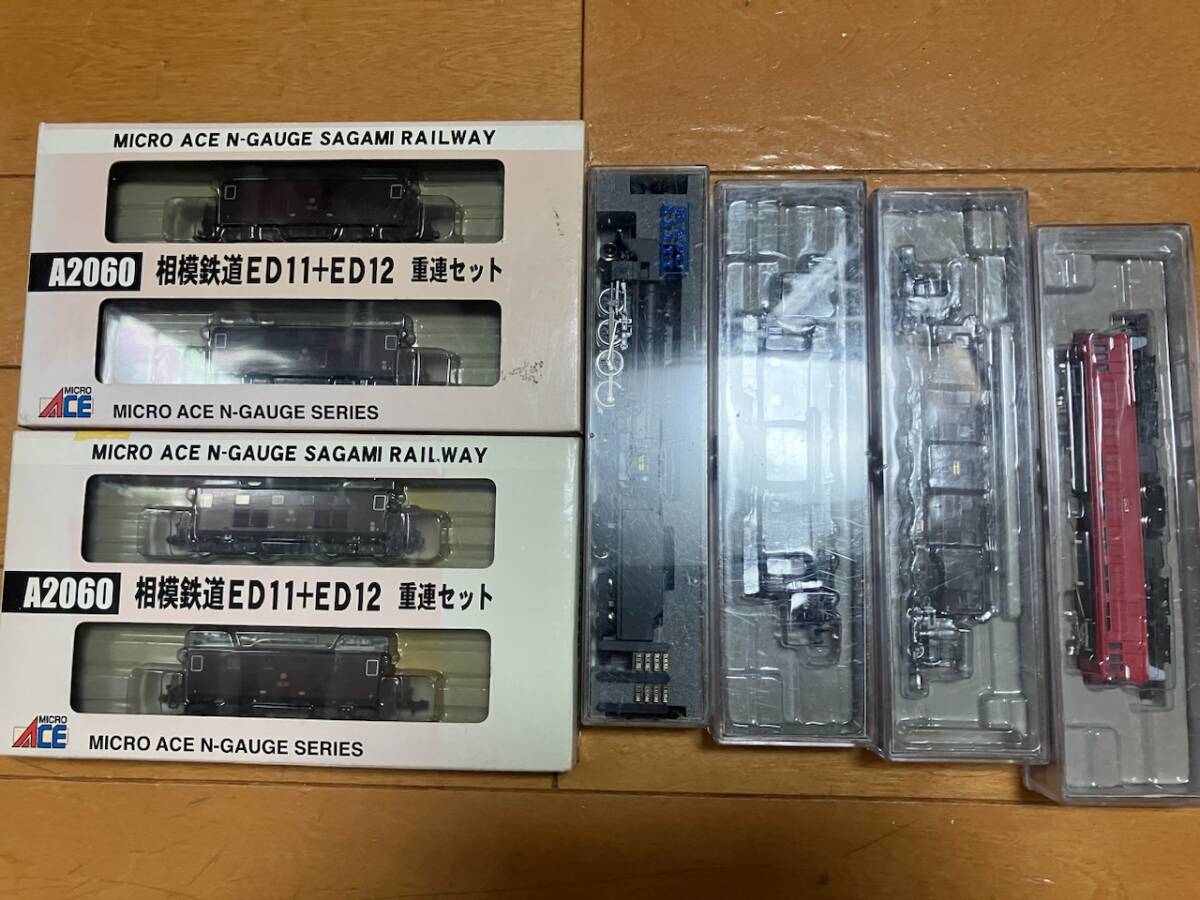 MICRO ACE N-GAUGE SAGAMI RAILWAY
A2060 相模鉄道ED11+ED12 重連セット
MICRO ACE
MICRO ACE N-GAUGE SERIES
MICRO ACE N-GAUGE SAGAMI RAILWAY
A2060 相模鉄道ED11+ED12 重連セット
MICRO ACE
MICRO ACE N-GAUGE SERIES